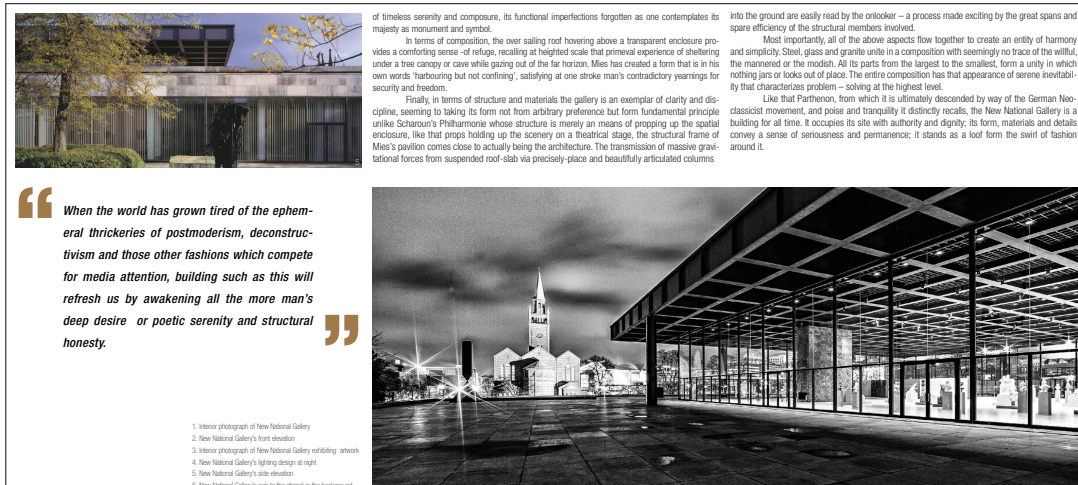 of timeless serenity and composure, its functional imperfections forgotten as one contemplates its
majesty as monument and symbol.
In terms of composition, the over sailing roof hovering above a transparent enclosure pro-
vides a comforting sense -of refuge, recalling at heighted scale that primeval experience of sheltering
under a tree canopy or cave while gazing out of the far horizon. Mies has created a form that is in his
own words 'harbouring but not confining', satisfying at one stroke man's contradictory yearnings for
security and freedom.
Finally, in terms of structure and materials the gallery is an exemplar of clarity and dis-
cipline, seeming to taking its form not from arbitrary preference but form fundamental principle
unlike Scharoun's Philharmonie whose structure is merely an means of propping up the spatial
enclosure, like that props holding up the scenery on a theatrical stage, the structural frame of
Mies's pavilion comes close to actually being the architecture. The transmission of massive gravi-
tational forces from suspended roof-slab via precisely-place and beautifully articulated columns
into the ground are easily read by the onlooker – a process made exciting by the great spans and
spare efficiency of the structural members involved.
Most importantly, all of the above aspects flow together to create an entity of harmony
and simplicity. Steel, glass and granite unite in a composition with seemingly no trace of the willful,
the mannered or the modish. All its parts from the largest to the smallest, form a unity in which
nothing jars or looks out of place. The entire composition has that appearance of serene inevitabil-
ity that characterizes problem – solving at the highest level.
Like that Parthenon, from which it is ultimately descended by way of the German Neo-
classicist movement, and poise and tranquility it distinctly recalls, the New National Gallery is a
building for all time. It occupies its site with authority and dignity; its form, materials and details
convey a sense of seriousness and permanence; it stands as a loof form the swirl of fashion
around it.
5
“
When the world has grown tired of the ephem-
eral thrickeries of postmoderism, deconstruc-
tivism and those other fashions which compete
for media attention, building such as this will
refresh us by awakening all the more man's
deep desire or poetic serenity and structural
honesty.
”
1. Interior photograph of New National Gallery
2. New National Gallery's front elevation
3. Interior photograph of New National Gallery exhibiting artwork
4. New National Gallery's lighting design at night
5. New National Gallery's side elevation